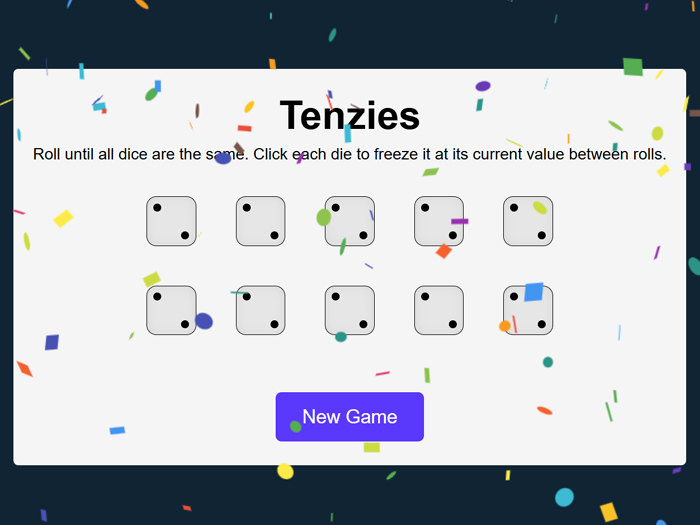 Tenzies
Roll until all dice are the same. Click each die to freeze it at its current value between rolls.
New Game